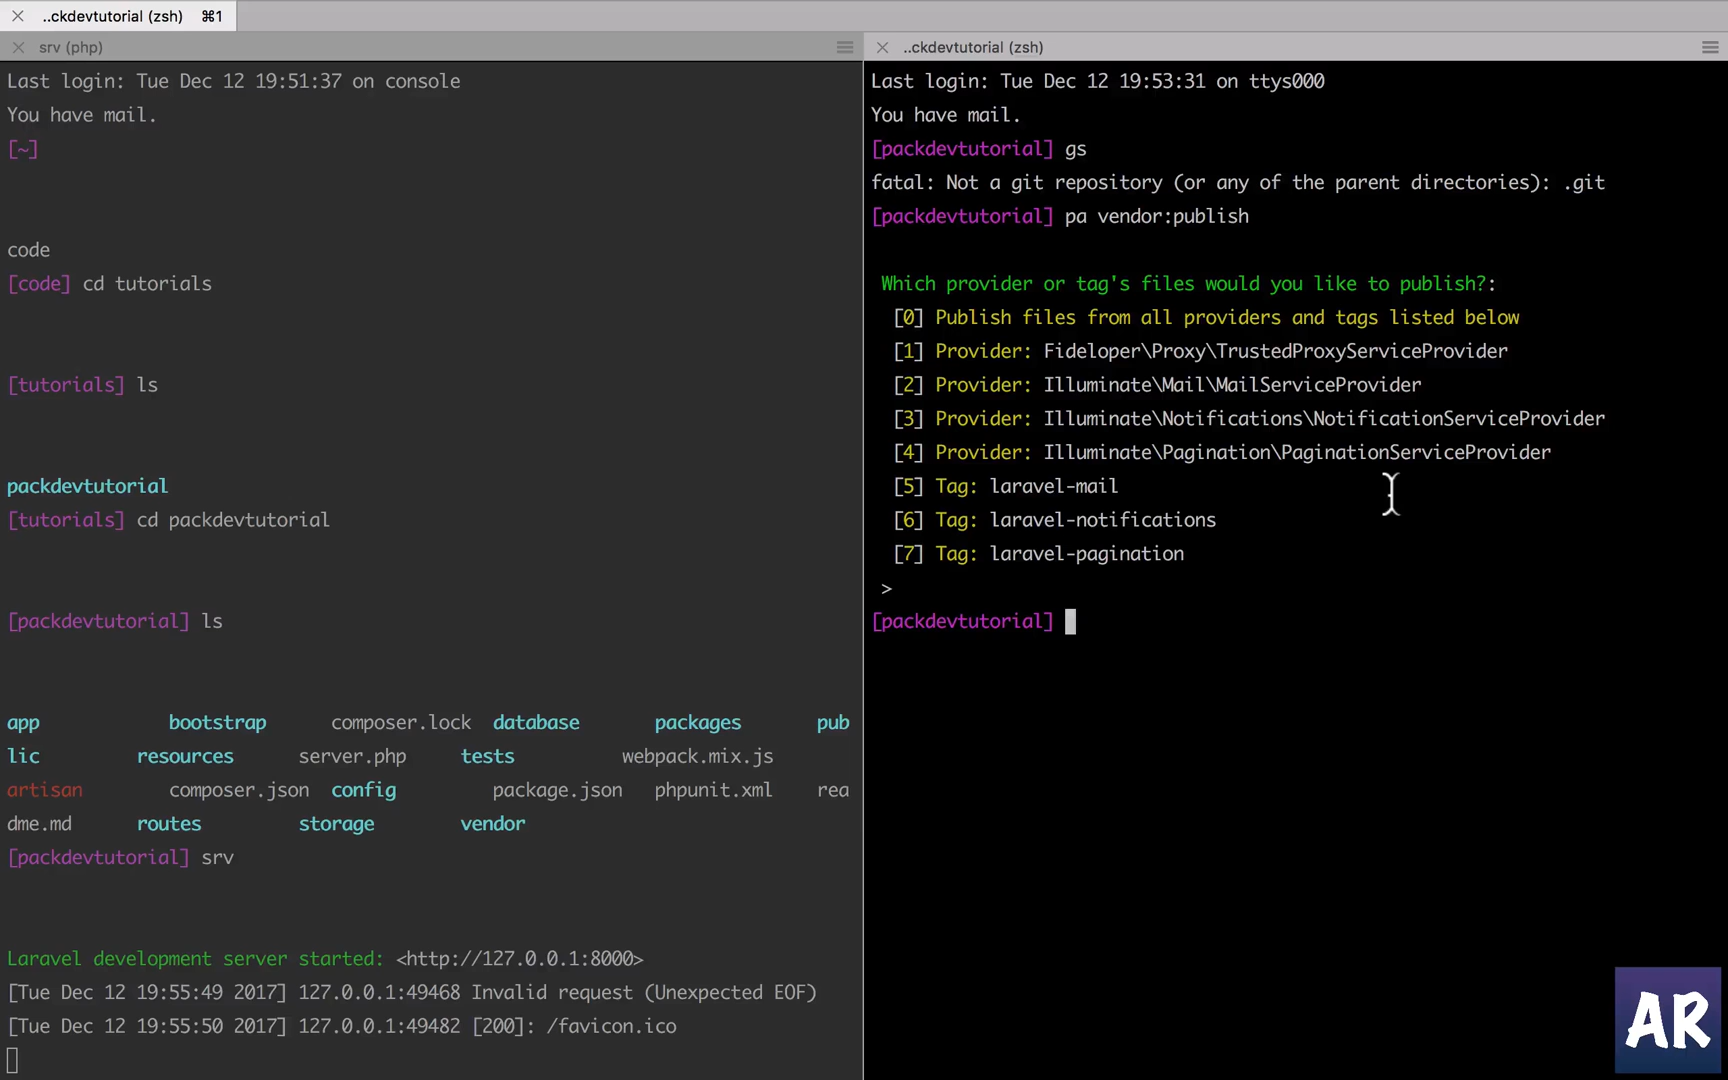 ..ckdevtutorial (zsh) ⌘1
srv (php)
Last login: Tue Dec 12 19:51:37 on console
You have mail.
[~]
code
[code] cd tutorials
[tutorials] ls
packdevtutorial
[tutorials] cd packdevtutorial
[packdevtutorial] ls
app bootstrap composer.lock database packages pub
lic resources server.php tests webpack.mix.js
artisan composer.json config package.json phpunit.xml rea
dme.md routes storage vendor
[packdevtutorial] srv
Laravel development server started: <http://127.0.0.1:8000>
[Tue Dec 12 19:55:49 2017] 127.0.0.1:49468 Invalid request (Unexpected EOF)
[Tue Dec 12 19:55:50 2017] 127.0.0.1:49482 [200]: /favicon.ico
..ckdevtutorial (zsh)
Last login: Tue Dec 12 19:53:31 on ttys000
You have mail.
[packdevtutorial] gs
fatal: Not a git repository (or any of the parent directories): .git
[packdevtutorial] pa vendor:publish
Which provider or tag's files would you like to publish?:
[0] Publish files from all providers and tags listed below
[1] Provider: Fideloper\Proxy\TrustedProxyServiceProvider
[2] Provider: Illuminate\Mail\MailServiceProvider
[3] Provider: Illuminate\Notifications\NotificationServiceProvider
[4] Provider: Illuminate\Pagination\PaginationServiceProvider
[5] Tag: laravel-mail
[6] Tag: laravel-notifications
[7] Tag: laravel-pagination
>
[packdevtutorial]
AR